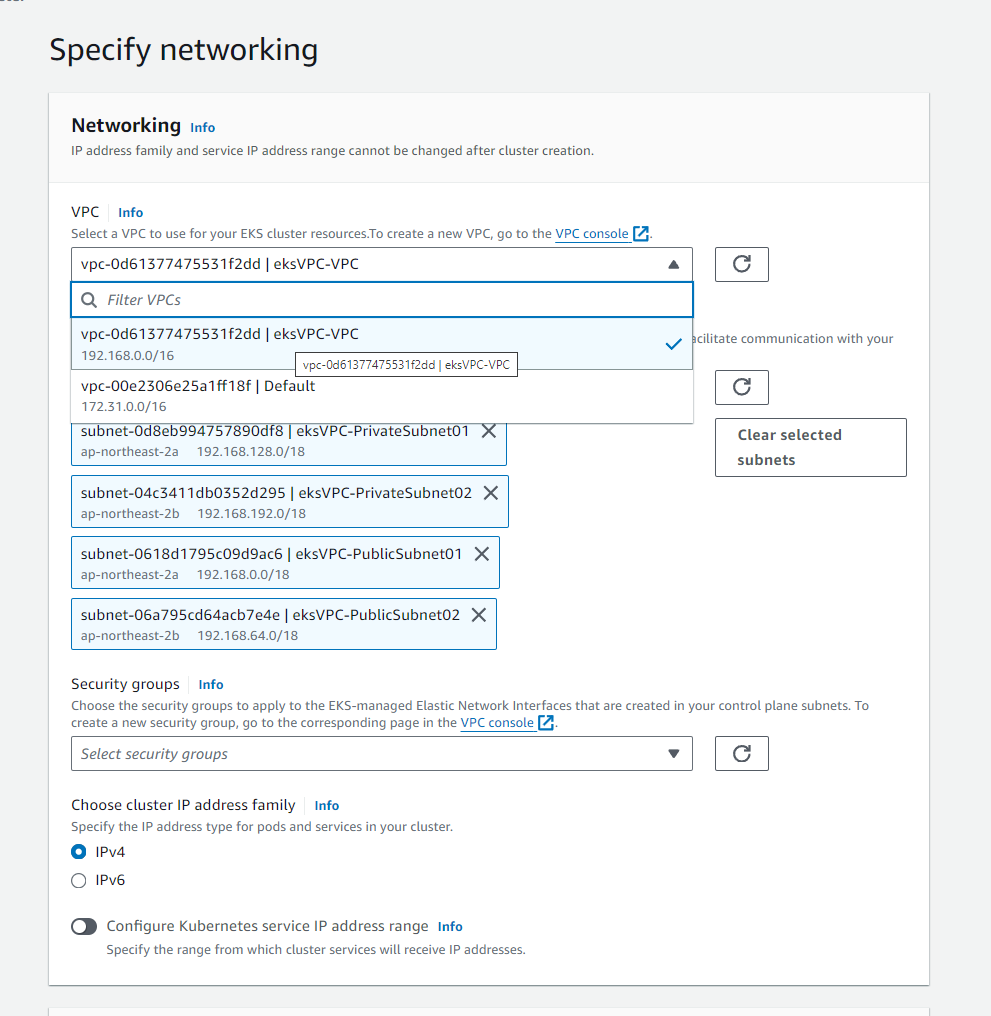 Specify networking
Networking Info
IP address family and service IP address range cannot be changed after cluster creation.
VPC Info
Select a VPC to use for your EKS cluster resources.To create a new VPC, go to the VPC console.
vpc-0d61377475531f2dd | eksVPC-VPC
Filter VPCs
vpc-0d61377475531f2dd | eksVPC-VPC
192.168.0.0/16
acilitate communication with your
vpc-0d61377475531f2dd | eksVPC-VPC
vpc-00e2306e25a1ff18f | Default
172.31.0.0/16
subnet-0d8eb994757890df8 | eksVPC-PrivateSubnet01
ap-northeast-2a 192.168.128.0/18
Clear selected
subnets
subnet-04c3411db0352d295 | eksVPC-PrivateSubnet02
ap-northeast-2b 192.168.192.0/18
subnet-0618d1795c09d9ac6 | eksVPC-PublicSubnet01
ap-northeast-2a 192.168.0.0/18
subnet-06a795cd64acb7e4e | eksVPC-PublicSubnet02
ap-northeast-2b 192.168.64.0/18
Security groups Info
Choose the security groups to apply to the EKS-managed Elastic Network Interfaces that are created in your control plane subnets. To
create a new security group, go to the corresponding page in the VPC console.
Select security groups
Choose cluster IP address family Info
Specify the IP address type for pods and services in your cluster.
IPv4
IPv6
Configure Kubernetes service IP address range Info
Specify the range from which cluster services will receive IP addresses.